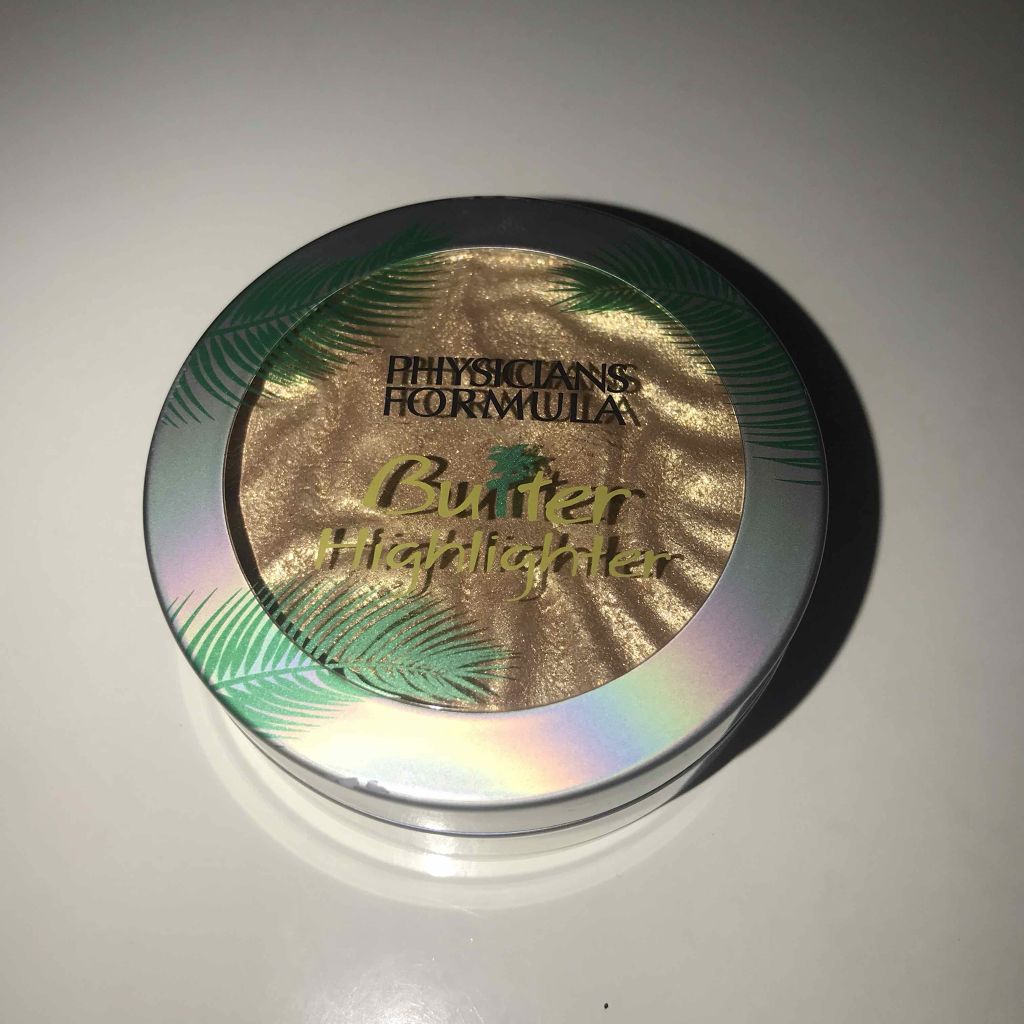 PHYSICIANS
FORMULA
Butter
Highlighter